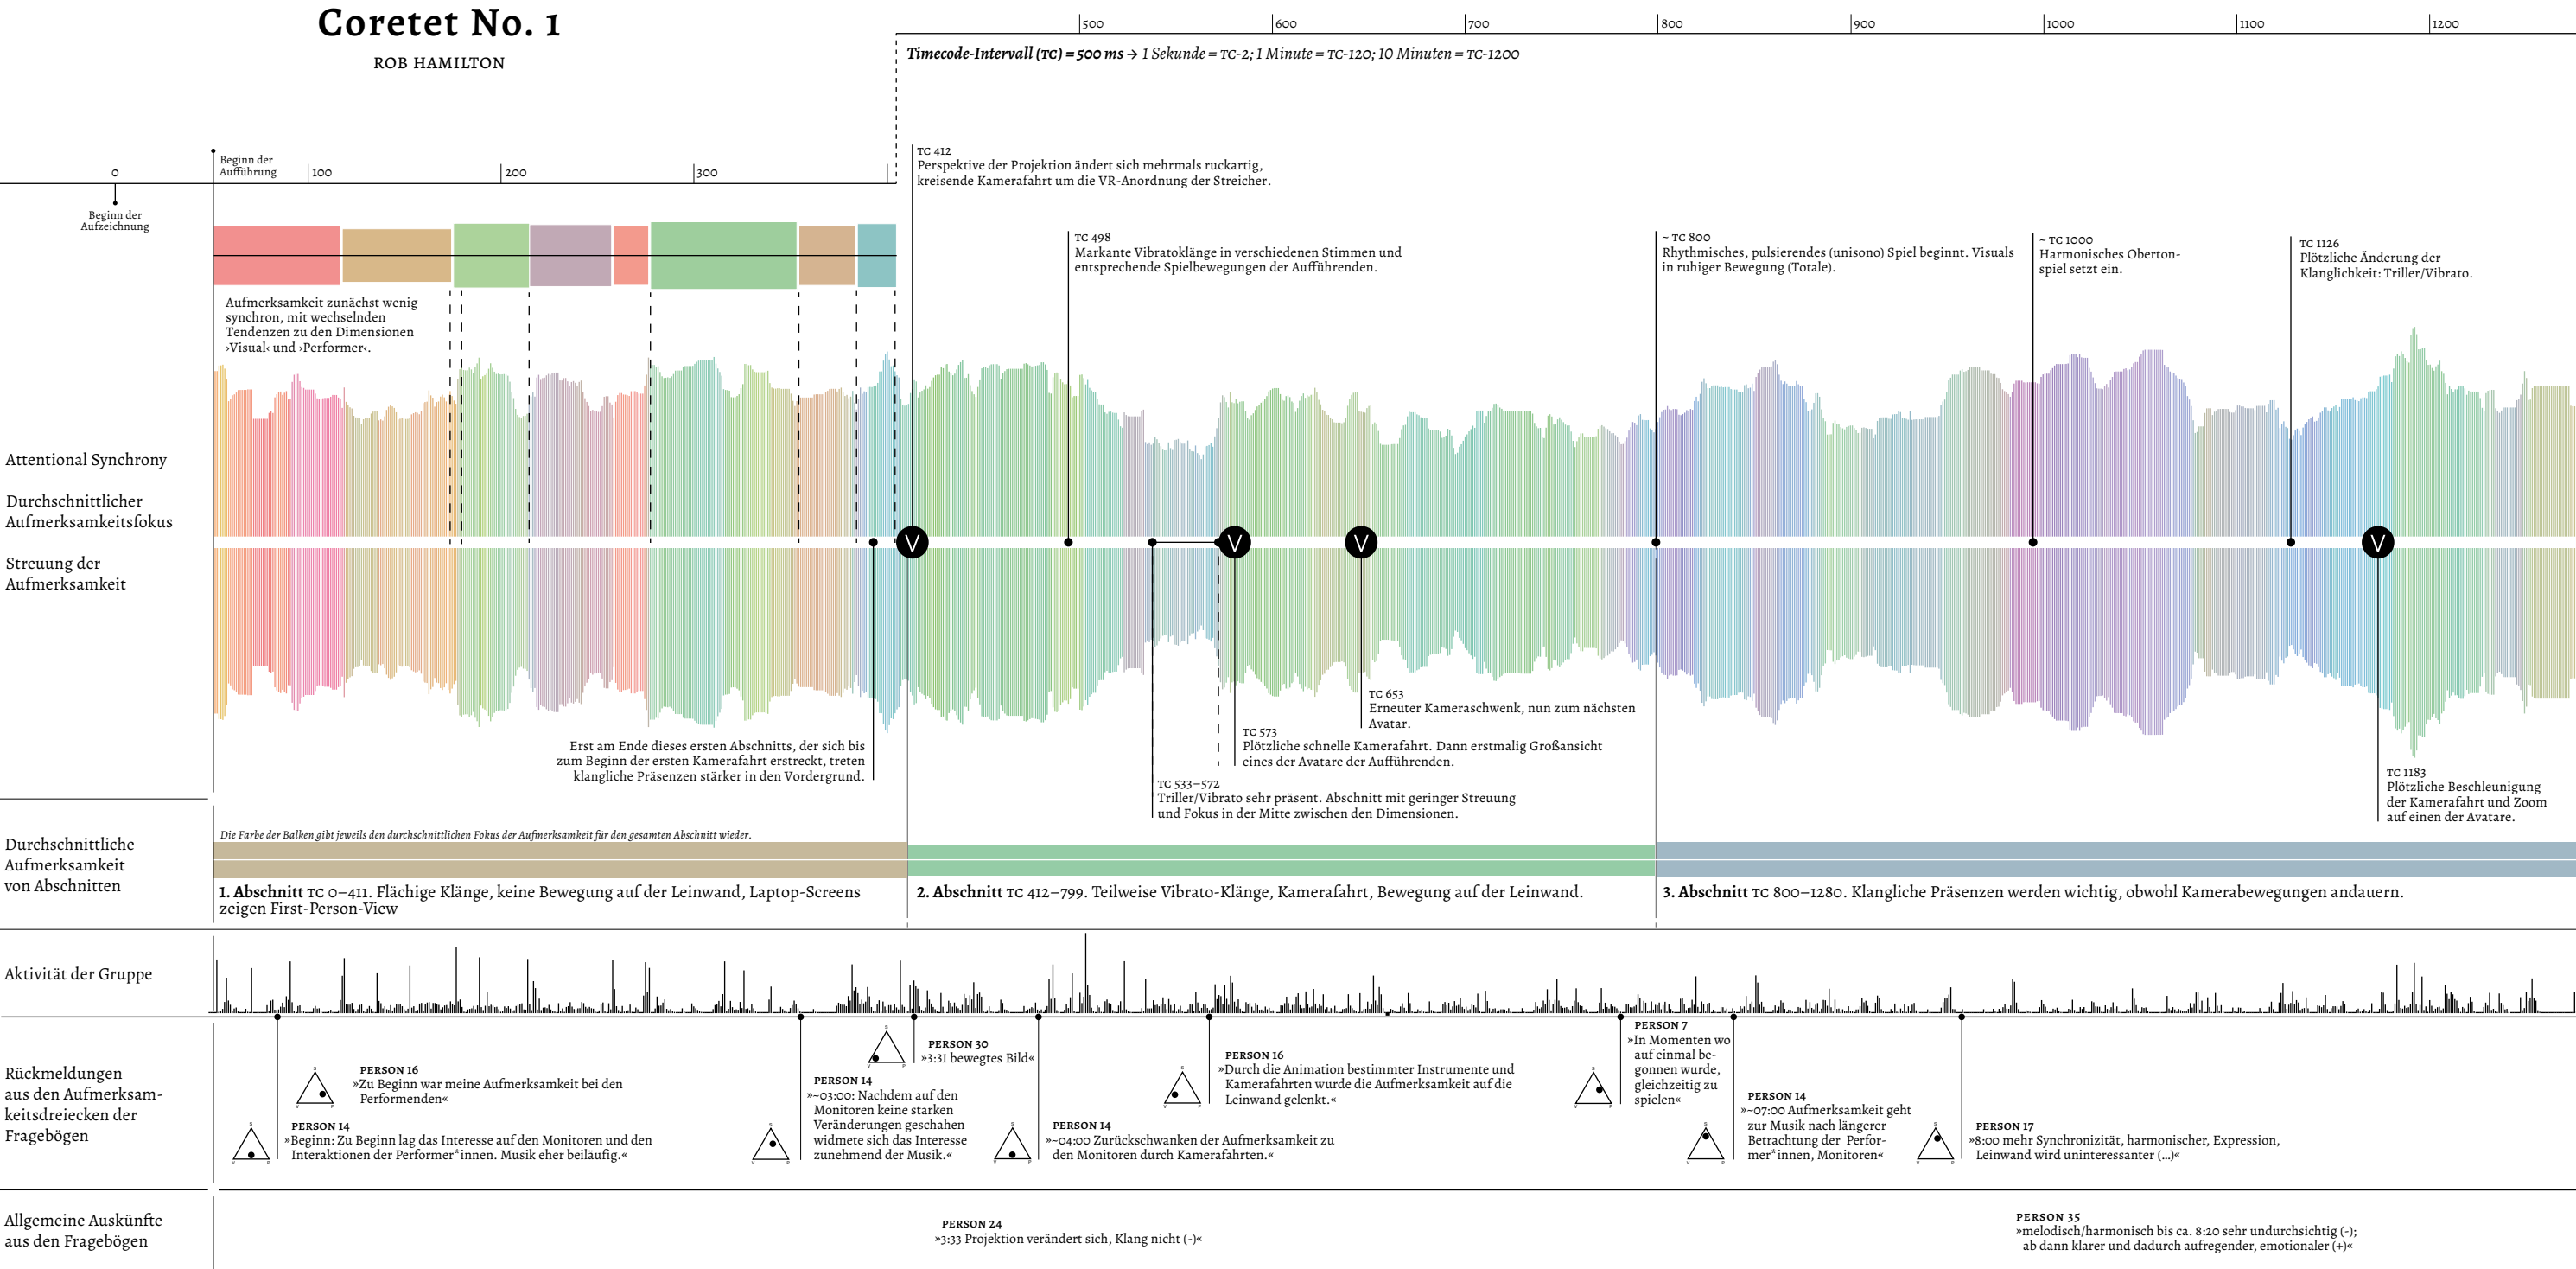 Coretet No. 1
ROB HAMILTON
500 600 700 800 900 1000 1100 1200
Timecode-Intervall (TC) = 500 ms → 1 Sekunde = TC-2; 1 Minute = TC-120; 10 Minuten = TC-1200
0
Beginn der
Aufzeichnung
Beginn der
Aufführung
100 200 300
TC 412
Perspektive der Projektion ändert sich mehrmals ruckartig,
kreisende Kamerafahrt um die VR-Anordnung der Streicher.
TC 498
Markante Vibratoklänge in verschiedenen Stimmen und
entsprechende Spielbewegungen der Aufführenden.
~ TC 800
Rhythmisches, pulsierendes (unisono) Spiel beginnt. Visuals
in ruhiger Bewegung (Totale).
~ TC 1000
Harmonisches Oberton-
spiel setzt ein.
TC 1126
Plötzliche Änderung der
Klanglichkeit: Triller/Vibrato.
Aufmerksamkeit zunächst wenig
synchron, mit wechselnden
Tendenzen zu den Dimensionen
›Visual‹ und ›Performer‹.
Attentional Synchrony
Durchschnittlicher
Aufmerksamkeitsfokus
Streuung der
Aufmerksamkeit
V V V V
Erst am Ende dieses ersten Abschnitts, der sich bis
zum Beginn der ersten Kamerafahrt erstreckt, treten
klangliche Präsenzen stärker in den Vordergrund.
TC 653
Erneuter Kameraschwenk, nun zum nächsten
Avatar.
TC 573
Plötzliche schnelle Kamerafahrt. Dann erstmalig Großansicht
eines der Avatare der Aufführenden.
TC 533–572
Triller/Vibrato sehr präsent. Abschnitt mit geringer Streuung
und Fokus in der Mitte zwischen den Dimensionen.
TC 1183
Plötzliche Beschleunigung
der Kamerafahrt und Zoom
auf einen der Avatare.
Durchschnittliche
Aufmerksamkeit
von Abschnitten
Die Farbe der Balken gibt jeweils den durchschnittlichen Fokus der Aufmerksamkeit für den gesamten Abschnitt wieder.
1. Abschnitt TC 0–411. Flächige Klänge, keine Bewegung auf der Leinwand, Laptop-Screens
zeigen First-Person-View
2. Abschnitt TC 412–799. Teilweise Vibrato-Klänge, Kamerafahrt, Bewegung auf der Leinwand.
3. Abschnitt TC 800–1280. Klangliche Präsenzen werden wichtig, obwohl Kamerabewegungen andauern.
Aktivität der Gruppe
Rückmeldungen
aus den Aufmerksam-
keitsdreiecken der
Fragebögen
S
V P
PERSON 16
»Zu Beginn war meine Aufmerksamkeit bei den
Performenden«
S
V P
PERSON 14
»Beginn: Zu Beginn lag das Interesse auf den Monitoren und den
Interaktionen der Performer*innen. Musik eher beiläufig.«
S
V P
PERSON 14
»~03:00: Nachdem auf den
Monitoren keine starken
Veränderungen geschahen
widmete sich das Interesse
zunehmend der Musik.«
S
V P
PERSON 30
»3:31 bewegtes Bild«
S
V P
PERSON 14
»~04:00 Zurückschwanken der Aufmerksamkeit zu
den Monitoren durch Kamerafahrten.«
S
V P
PERSON 16
»Durch die Animation bestimmter Instrumente und
Kamerafahrten wurde die Aufmerksamkeit auf die
Leinwand gelenkt.«
S
V P
PERSON 7
»In Momenten wo
auf einmal be-
gonnen wurde,
gleichzeitig zu
spielen«
S
V P
PERSON 14
»~07:00 Aufmerksamkeit geht
zur Musik nach längerer
Betrachtung der Perfor-
mer*innen, Monitoren«
S
V P
PERSON 17
»8:00 mehr Synchronizität, harmonischer, Expression,
Leinwand wird uninteressanter (...)«
Allgemeine Auskünfte
aus den Fragebögen
PERSON 24
»3:33 Projektion verändert sich, Klang nicht (-)«
PERSON 35
»melodisch/harmonisch bis ca. 8:20 sehr undurchsichtig (-);
ab dann klarer und dadurch aufregender, emotionaler (+)«